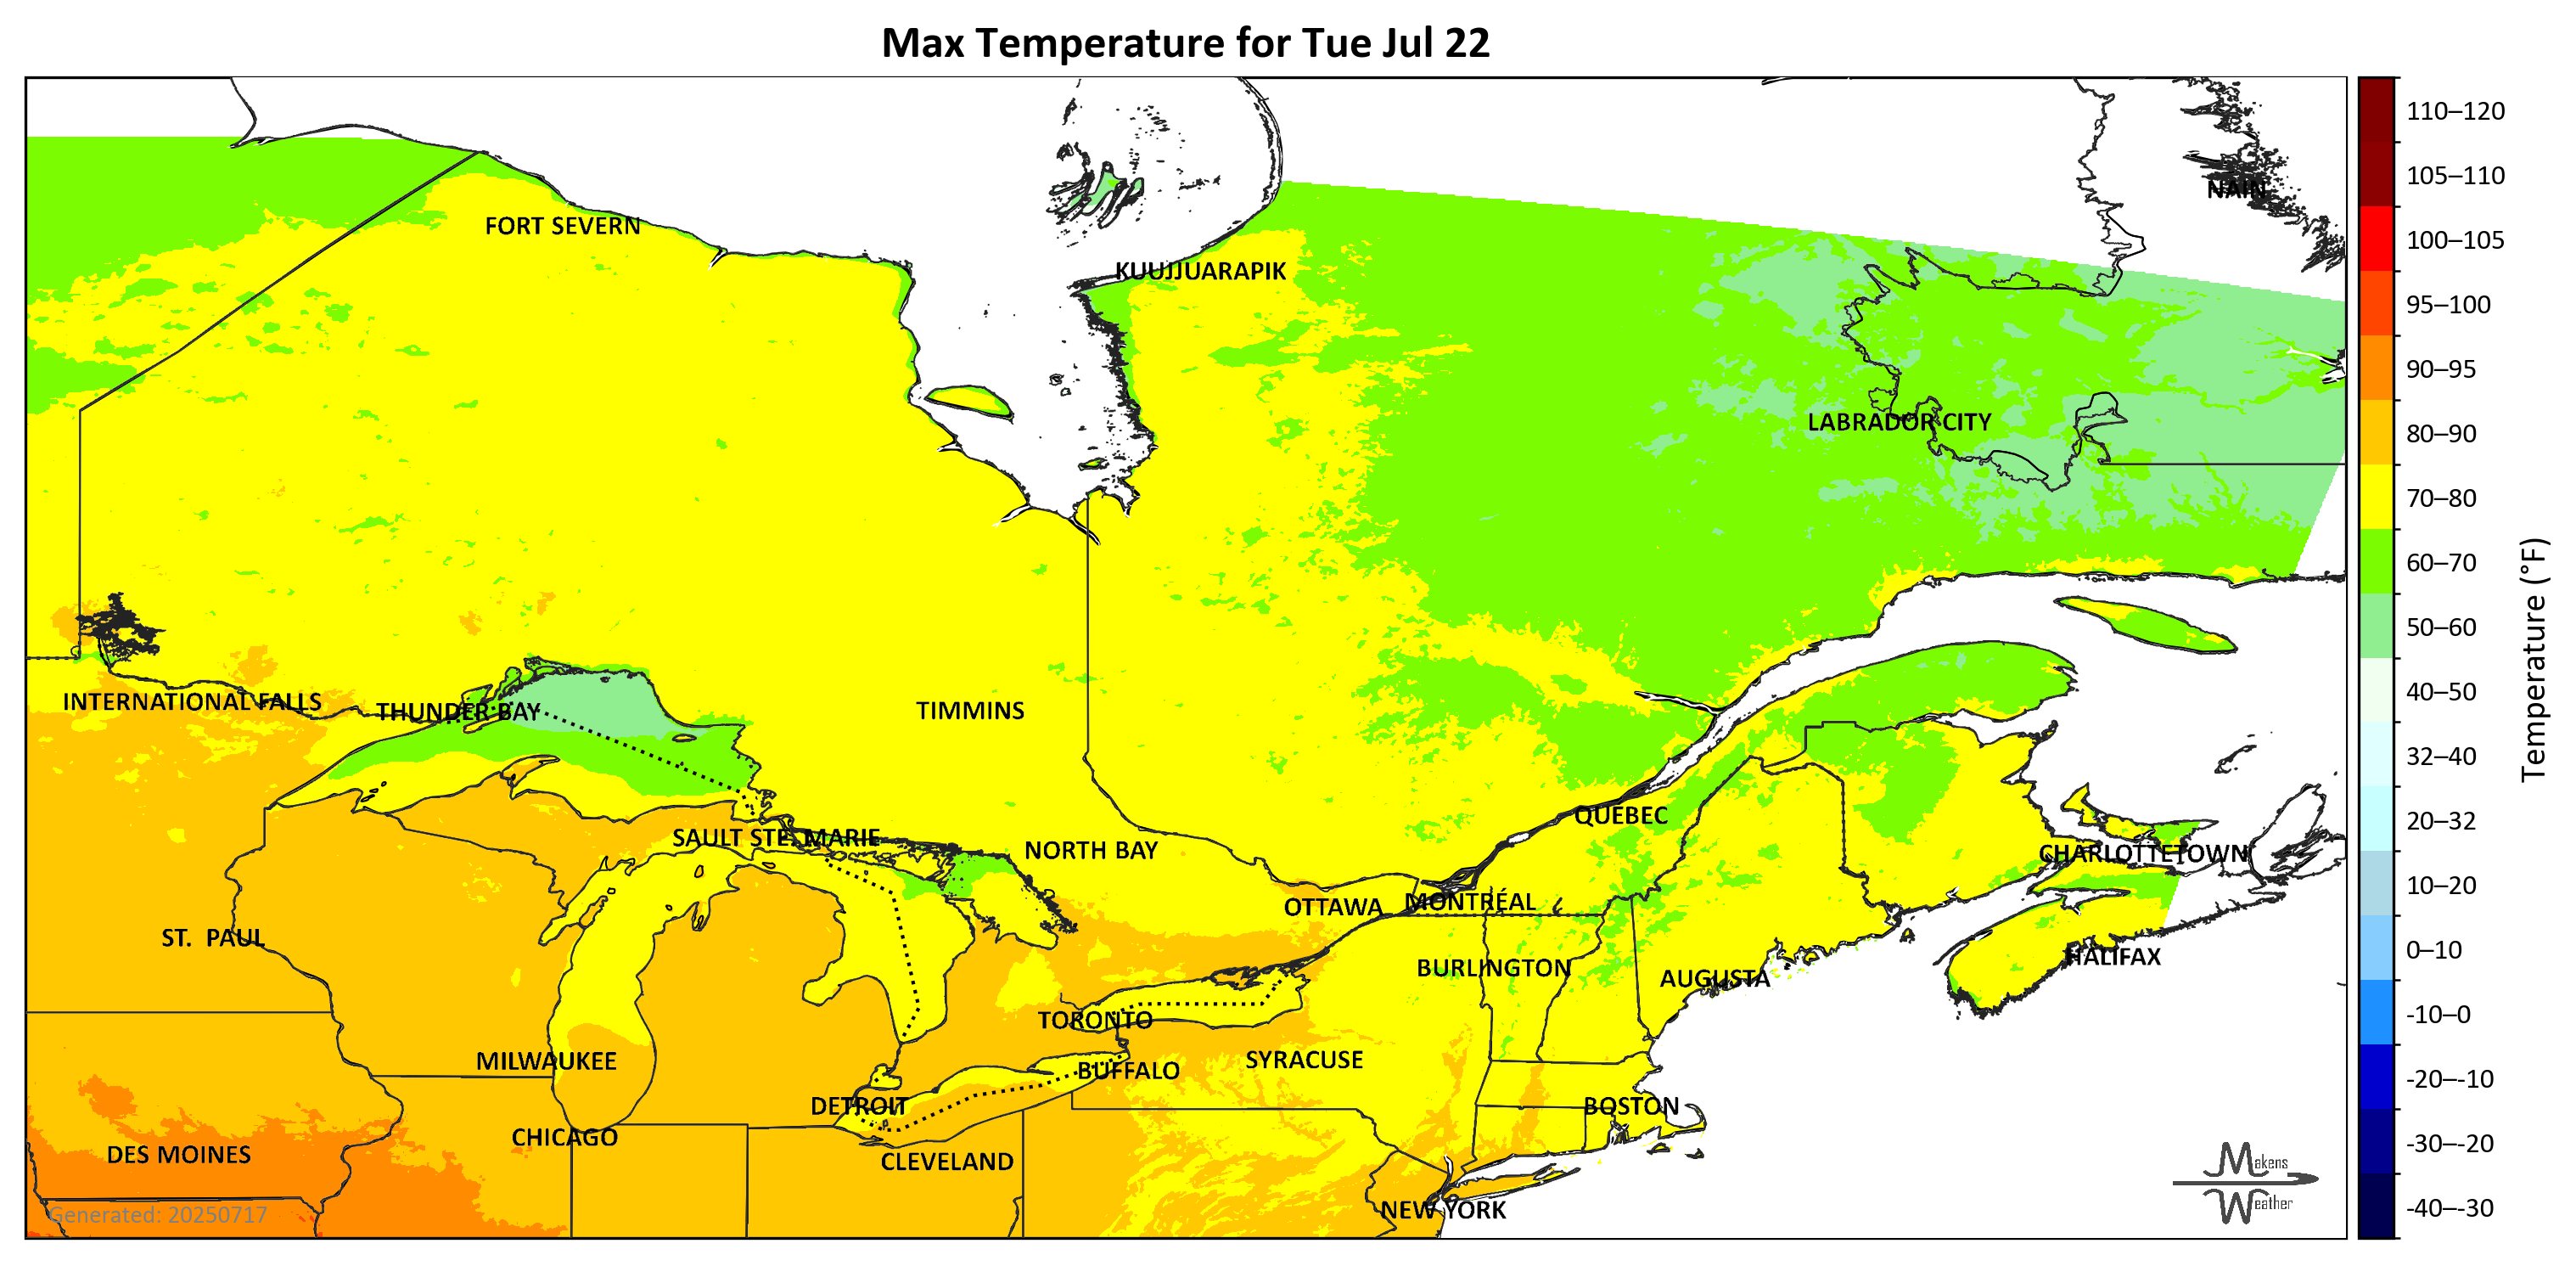 Max Temperature for Tue Jul 22
NAIN
FORT SEVERN
KUUJJUARAPIK
LABRADOR CITY
INTERNATIONAL FALLS
THUNDER BAY
TIMMINS
QUÉBEC
SAULT STE. MARIE
NORTH BAY
CHARLOTTETOWN
OTTAWA
MONTRÉAL
ST.  PAUL
HALIFAX
BURLINGTON
AUGUSTA
TORONTO
MILWAUKEE
SYRACUSE
BUFFALO
DETROIT
BOSTON
CHICAGO
DES MOINES
CLEVELAND
NEW YORK
Generated: 20250717
Makens
Weather
110–120
105–110
100–105
95–100
90–95
80–90
70–80
60–70
50–60
40–50
32–40
20–32
10–20
0–10
-10–0
-20–-10
-30–-20
-40–-30
Temperature (°F)